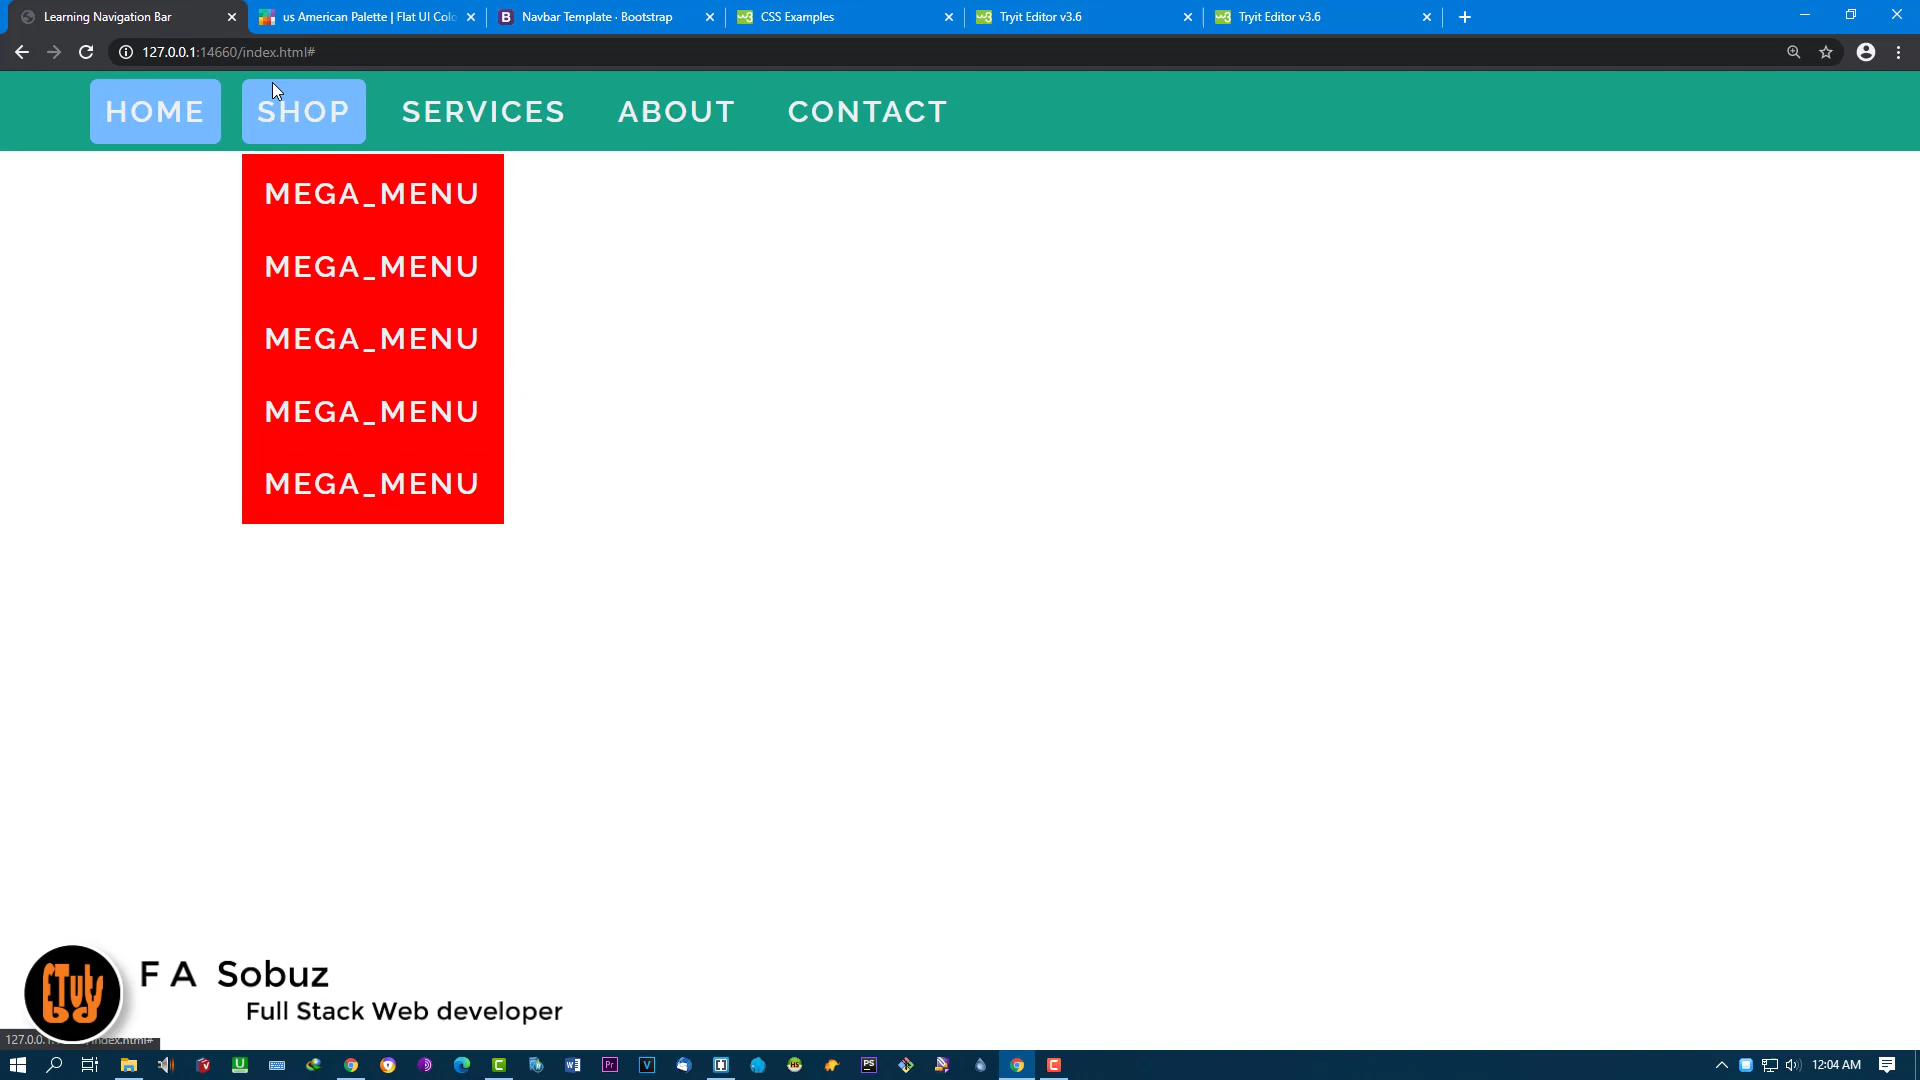 Learning Navigation Bar
us American Palette | Flat UI Colo
Navbar Template · Bootstrap
CSS Examples
Tryit Editor v3.6
Tryit Editor v3.6
127.0.0.1:14660/index.html#
HOME SHOP SERVICES ABOUT CONTACT
MEGA_MENU
MEGA_MENU
MEGA_MENU
MEGA_MENU
MEGA_MENU
F A Sobuz
Full Stack Web developer
12:04 AM